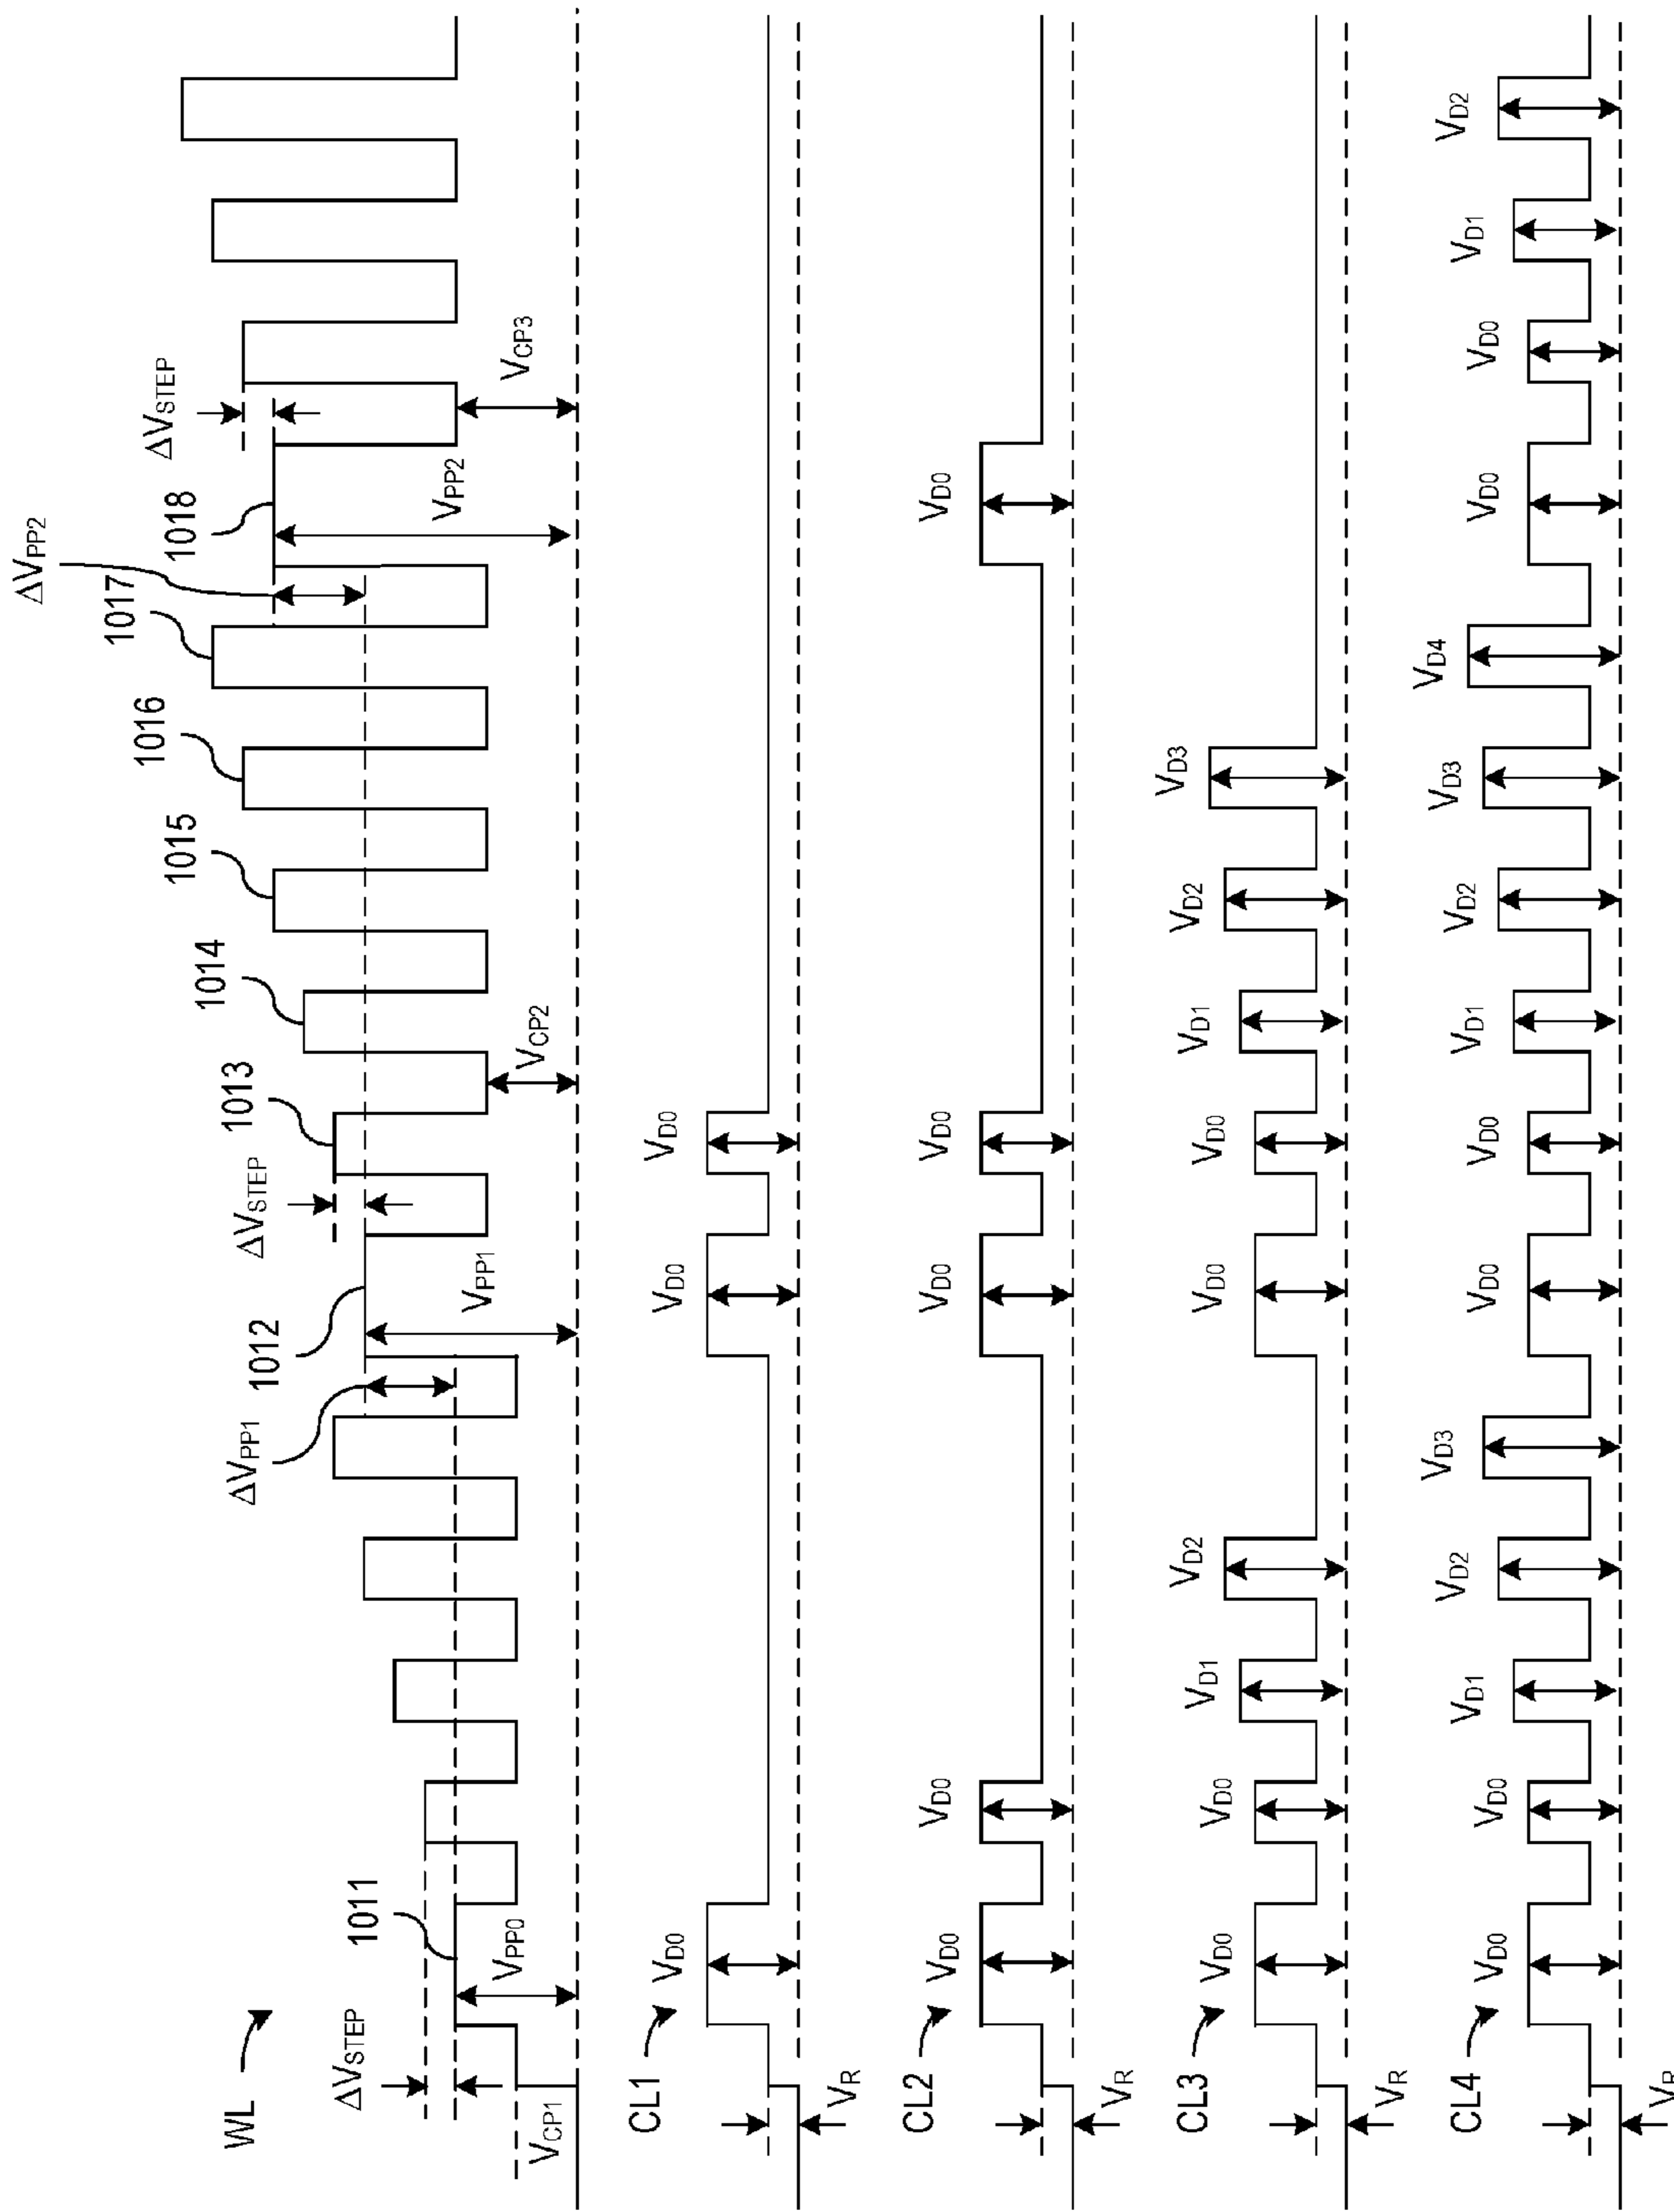 ΔVPP2
1017
1016
ΔVSTEP
1015
1018
1014
WL
ΔVPP1
ΔVSTEP
1013
1012
ΔVSTEP
1011
VPP0
VPP1
VPP2
VCP1
VCP2
VCP3
CL1
VD0
VD0
VD0
VR
CL2
VD0
VD0
VD0
VD0
VD0
VR
CL3
VD0
VD0
VD1
VD2
VD0
VD0
VD1
VD2
VD3
VR
CL4
VD0
VD0
VD1
VD2
VD3
VD0
VD0
VD1
VD2
VD3
VD4
VD0
VD0
VD1
VD2
VR